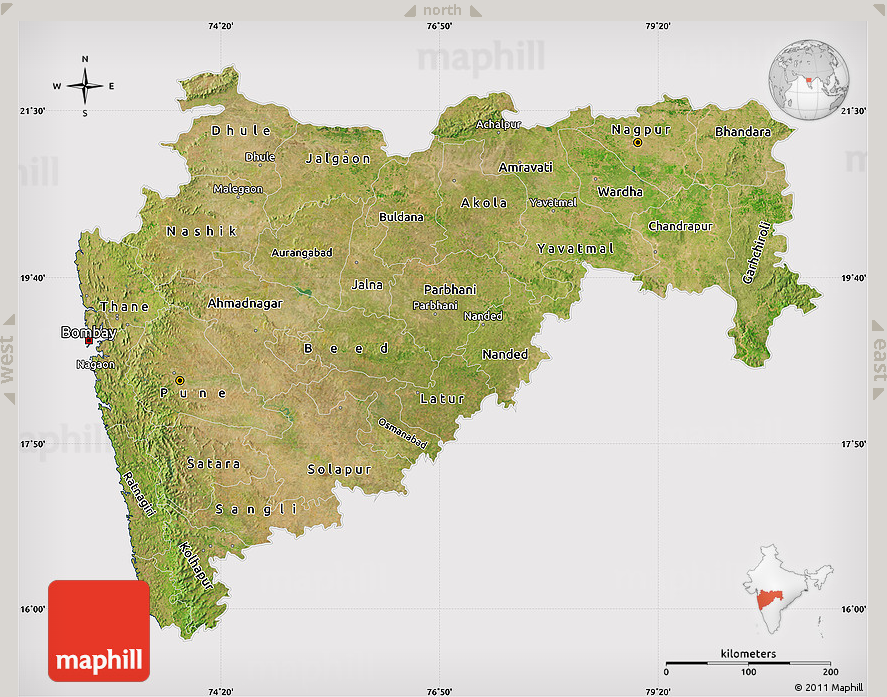 north
74°20' 76°50' 79°20'
maphill
N
W E
S
21°30' 21°30'
Achalpur
Dhule Nagpur Bhandara
Dhule Jalgaon
Amravati
Malegaon Wardha
Akola Yavatmal
Buldana
Nashik Chandrapur
Aurangabad Yavatmal Garhchiroli
19°40' 19°40'
Jalna Parbhani
Thane Ahmadnagar Parbhani
Nanded
Bombay
west east
Beed Nanded
Nagaon
Pune Latur
Osmanabad
17°50' 17°50'
Satara Solapur
Ratnagiri Sangli
Kolhapur
16°00' 16°00'
maphill
kilometers
0 100 200
74°20' 76°50' 79°20'
© 2011 Maphill